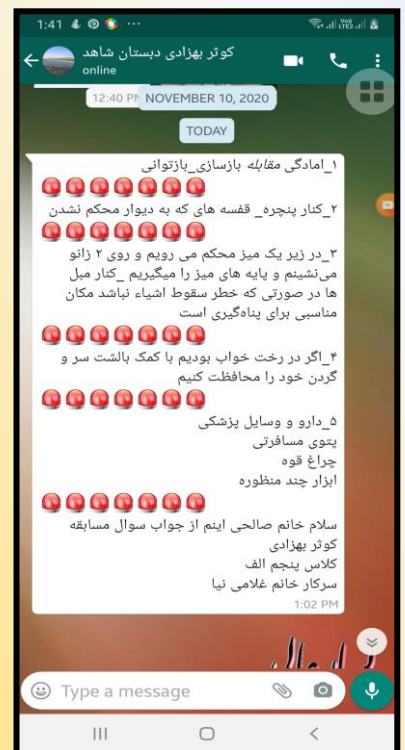 1:41
كوثر بهزادی دبستان شاهد
online
12:40 PM
NOVEMBER 10, 2020
TODAY
۱_امادگی مقابله بازسازی_بازتوانی
۲_کنار پنجره_ قفسه های که به دیوار محکم نشدن
۳_در زیر یک میز محکم می رویم و روی ۲ زانو
می‌نشینم و پایه های میز را میگیریم _کنار مبل
ها در صورتی که خطر سقوط اشیاء نباشد مکان
مناسبی برای پناه‌گیری است
۴_اگر در رخت خواب بودیم با کمک بالشت سر و
گردن خود را محافظت کنیم
۵_دارو و وسایل پزشکی
پتوی مسافرتی
چراغ قوه
ابزار چند منظوره
سلام خانم صالحی اینم از جواب سوال مسابقه
کوثر بهزادی
کلاس پنجم الف
سرکار خانم غلامی نیا
1:02 PM
Type a message